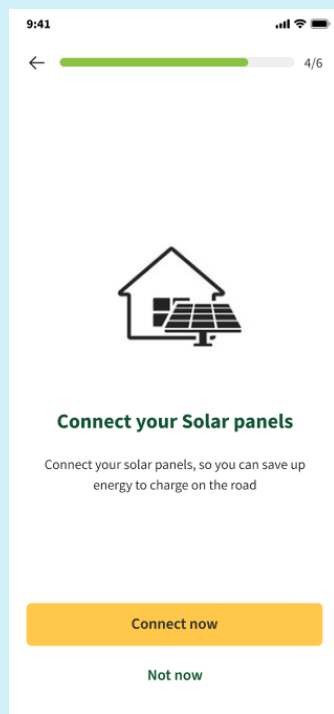 9:41
4/6
Connect your Solar panels
Connect your solar panels, so you can save up
energy to charge on the road
Connect now
Not now